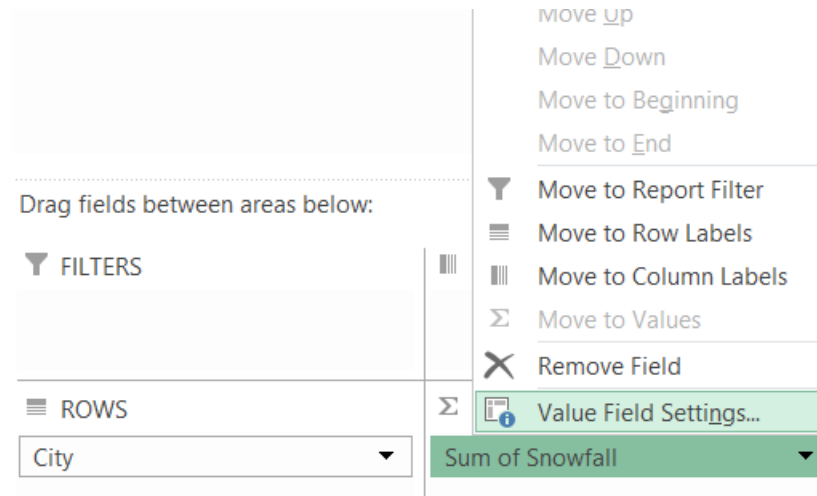 Move Up
Move Down
Move to Beginning
Move to End
Move to Report Filter
Move to Row Labels
Move to Column Labels
Move to Values
Remove Field
Value Field Settings...
Drag fields between areas below:
FILTERS
ROWS
Σ
City
Sum of Snowfall